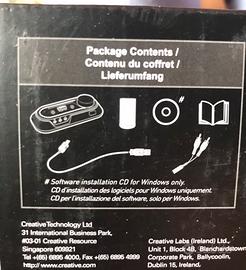 Package Contents /
Contenu du coffret /
Lieferumfang
#
# Software installation CD for Windows only.
CD d'installation des logiciels pour Windows uniquement.
CD per l'installazione del software, solo per Windows.
Creative Technology Ltd
31 International Business Park,
#03-01 Creative Resource
Singapore 609921
Tel +(65) 6895 4000, Fax +(65) 6895 4999
http://www.creative.com
Creative Labs (Ireland) Ltd.,
Unit 1, Block 4B, Blanchardstown
Corporate Park, Ballycoolin,
Dublin 15, Ireland.